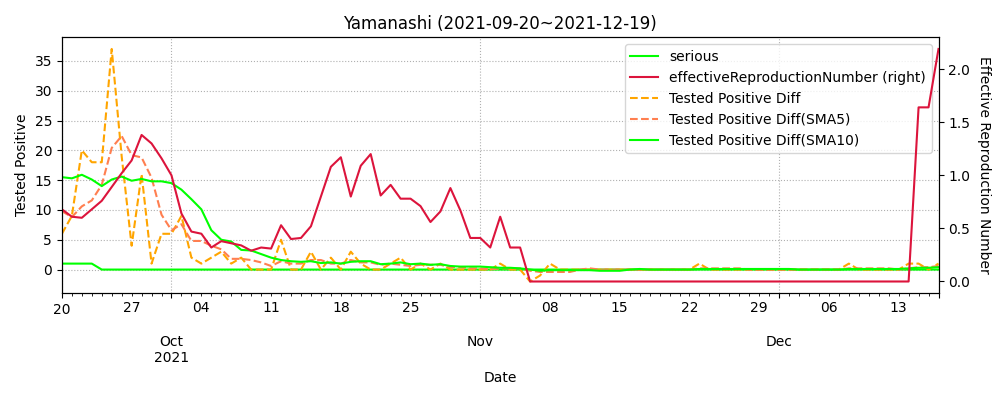 Yamanashi (2021-09-20~2021-12-19)
serious
effectiveReproductionNumber (right)
Tested Positive Diff
Tested Positive Diff(SMA5)
Tested Positive Diff(SMA10)
Tested Positive
35
30
25
20
15
10
5
0
Effective Reproduction Number
2.0
1.5
1.0
0.5
0.0
20 27 04 11 18 25 08 15 22 29 06 13
Oct Nov Dec
2021
Date